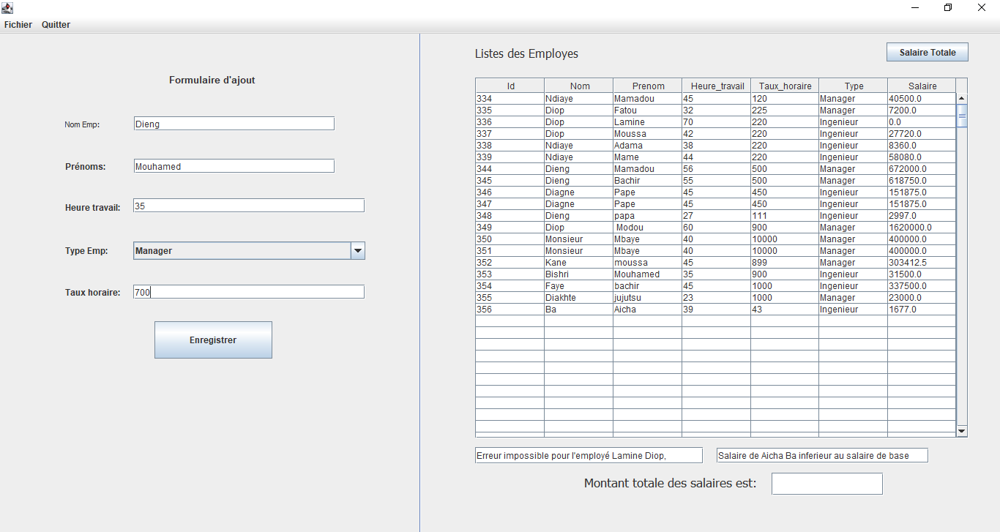 Fichier Quitter
Formulaire d'ajout
Nom Emp: Dieng
Prénoms: Mouhamed
Heure travail: 35
Type Emp: Manager
Taux horaire: 700
Enregistrer
Listes des Employes
Salaire Totale
Id Nom Prenom Heure_travail Taux_horaire Type Salaire
334 Ndiaye Mamadou 45 120 Manager 40500.0
335 Diop Fatou 32 225 Manager 7200.0
336 Diop Lamine 70 220 Ingenieur 0.0
337 Diop Moussa 42 220 Ingenieur 27720.0
338 Ndiaye Adama 38 220 Ingenieur 8360.0
339 Ndiaye Mame 44 220 Ingenieur 58080.0
344 Dieng Mamadou 56 500 Manager 672000.0
345 Dieng Bachir 55 500 Manager 618750.0
346 Diagne Pape 45 450 Ingenieur 151875.0
347 Diagne Pape 45 450 Ingenieur 151875.0
348 Dieng papa 27 111 Ingenieur 2997.0
349 Diop Modou 60 900 Manager 1620000.0
350 Monsieur Mbaye 40 10000 Manager 400000.0
351 Monsieur Mbaye 40 10000 Manager 400000.0
352 Kane moussa 45 899 Manager 303412.5
353 Bishri Mouhamed 35 900 Ingenieur 31500.0
354 Faye bachir 45 1000 Ingenieur 337500.0
355 Diakhte jujutsu 23 1000 Manager 23000.0
356 Ba Aicha 39 43 Ingenieur 1677.0
Erreur impossible pour l'employé Lamine Diop,
Salaire de Aicha Ba inferieur au salaire de base
Montant totale des salaires est: